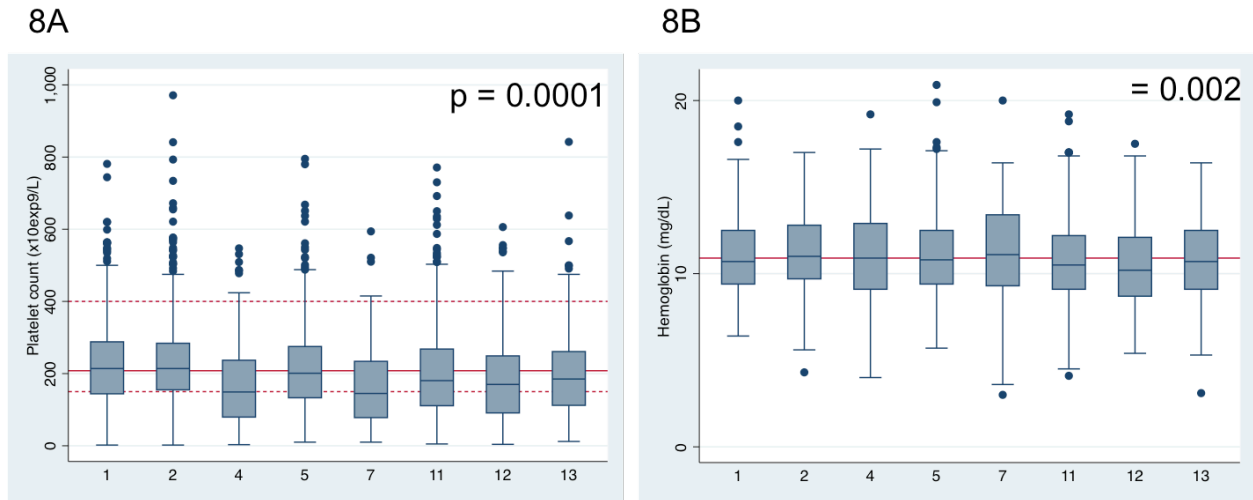 8A
8B
p = 0.0001
= 0.002
Platelet count (x10exp9/L)
1,000
800
600
400
200
0
1 2 4 5 7 11 12 13
Hemoglobin (mg/dL)
20
10
0
1 2 4 5 7 11 12 13